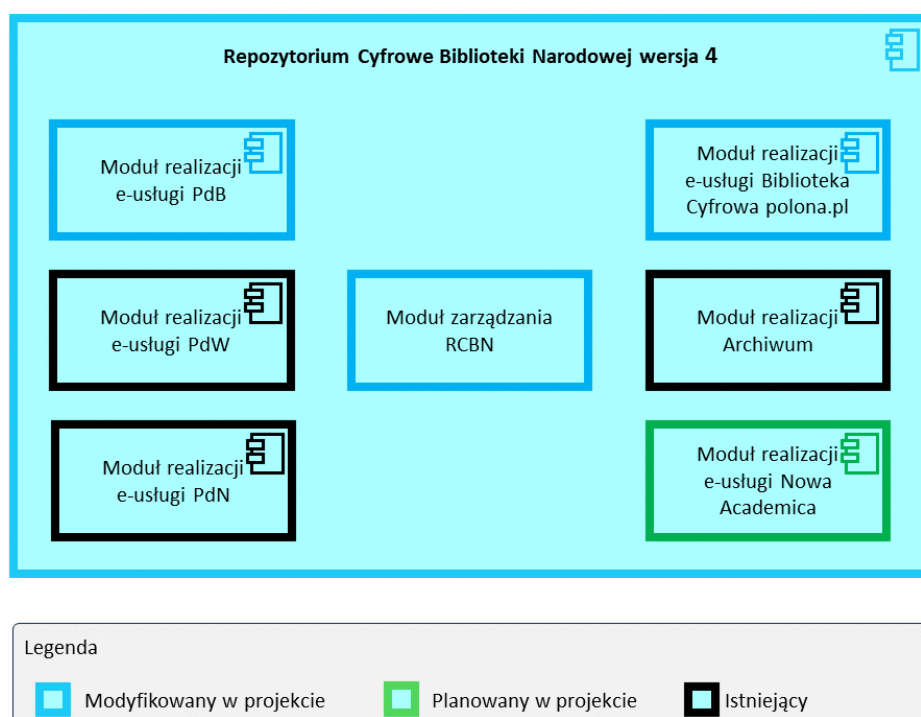 Repozytorium Cyfrowe Biblioteki Narodowej wersja 4
Moduł realizacji
e-usługi PdB
Moduł realizacji
e-usługi Biblioteka
Cyfrowa polona.pl
Moduł realizacji
e-usługi PdW
Moduł zarządzania
RCBN
Moduł realizacji
Archiwum
Moduł realizacji
e-usługi PdN
Moduł realizacji
e-usługi Nowa
Academica
Legenda
Modyfikowany w projekcie
Planowany w projekcie
Istniejący